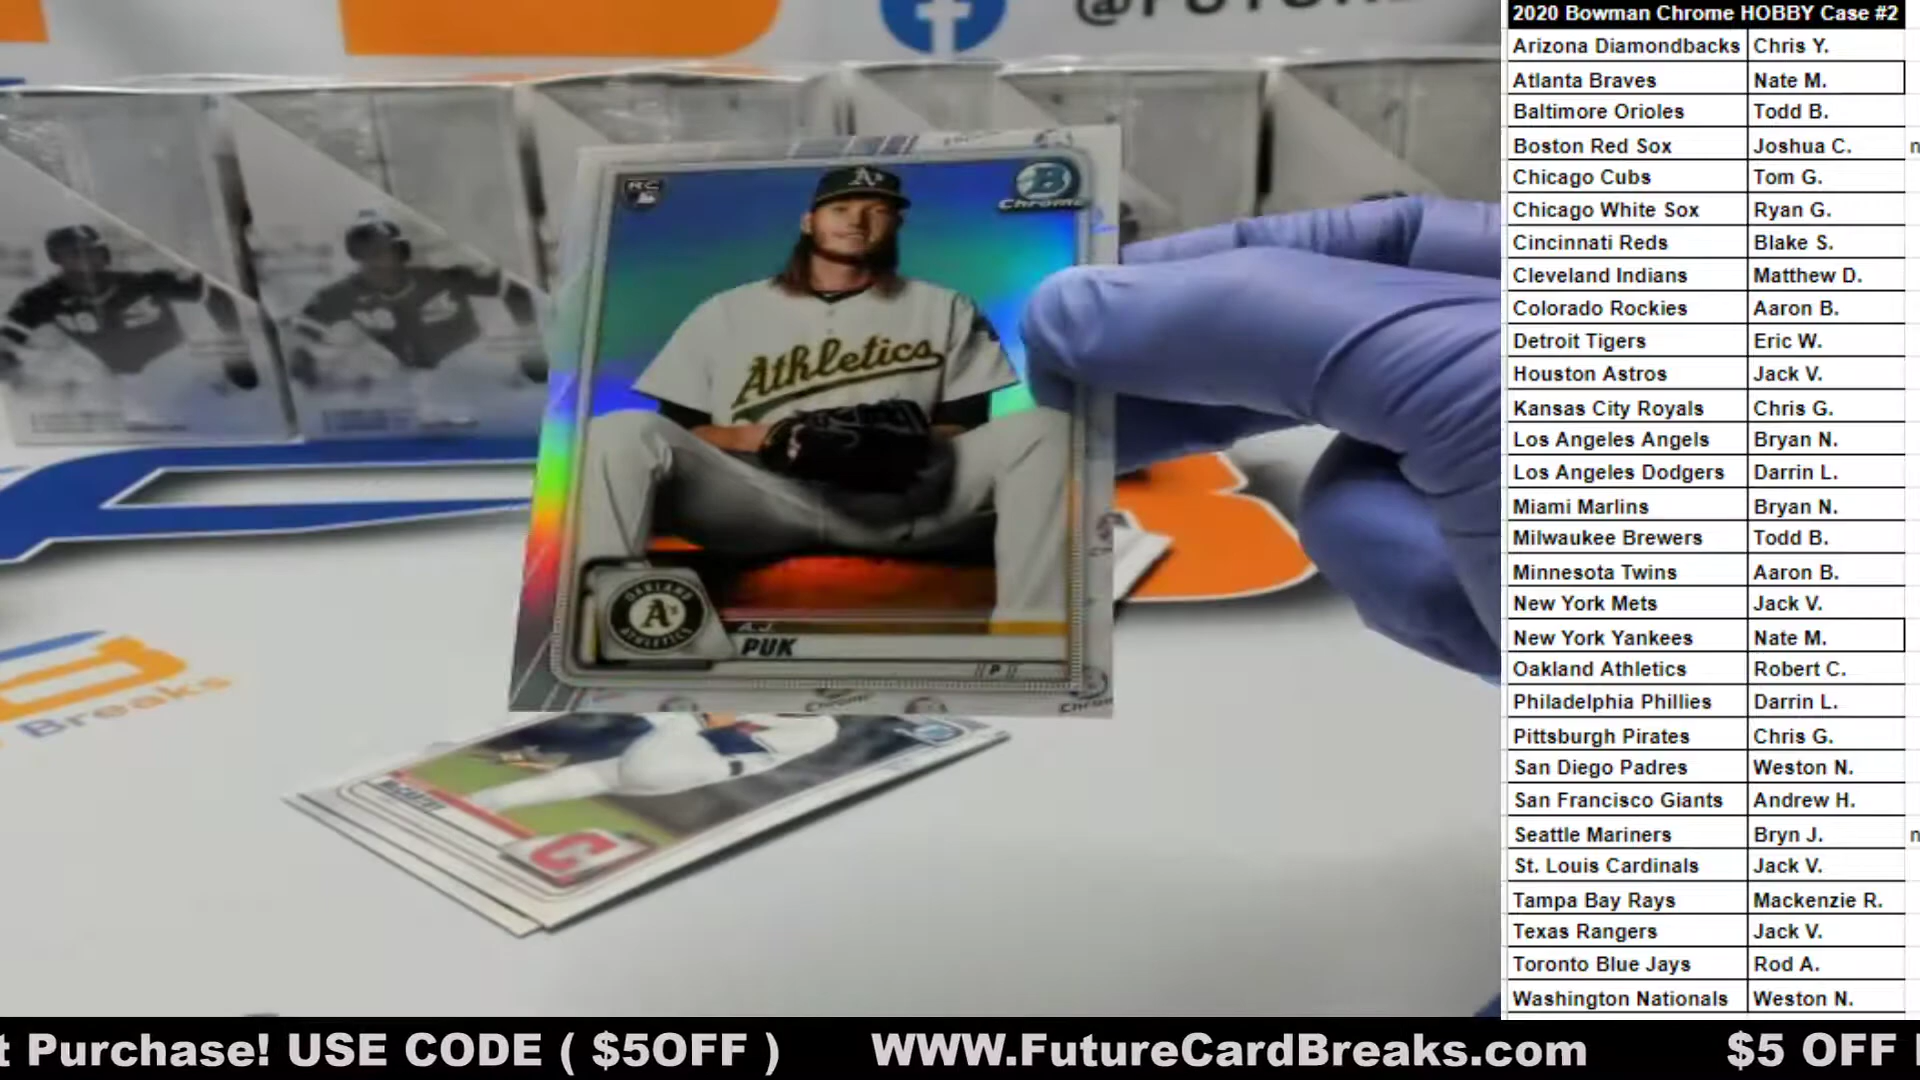 @FUTURE
2020 Bowman Chrome HOBBY Case #2
Arizona Diamondbacks Chris Y.
Atlanta Braves Nate M.
Baltimore Orioles Todd B.
Boston Red Sox Joshua C.
Chicago Cubs Tom G.
Chicago White Sox Ryan G.
Cincinnati Reds Blake S.
Cleveland Indians Matthew D.
Colorado Rockies Aaron B.
Detroit Tigers Eric W.
Houston Astros Jack V.
Kansas City Royals Chris G.
Los Angeles Angels Bryan N.
Los Angeles Dodgers Darrin L.
Miami Marlins Bryan N.
Milwaukee Brewers Todd B.
Minnesota Twins Aaron B.
New York Mets Jack V.
New York Yankees Nate M.
Oakland Athletics Robert C.
Philadelphia Phillies Darrin L.
Pittsburgh Pirates Chris G.
San Diego Padres Weston N.
San Francisco Giants Andrew H.
Seattle Mariners Bryn J.
St. Louis Cardinals Jack V.
Tampa Bay Rays Mackenzie R.
Texas Rangers Jack V.
Toronto Blue Jays Rod A.
Washington Nationals Weston N.
RC
A's
B
Chrome
Athletics
OAKLAND
A's
ATHLETICS
A.J.
PUK
P
Breaks
C
t Purchase! USE CODE ( $5OFF ) WWW.FutureCardBreaks.com $5 OFF